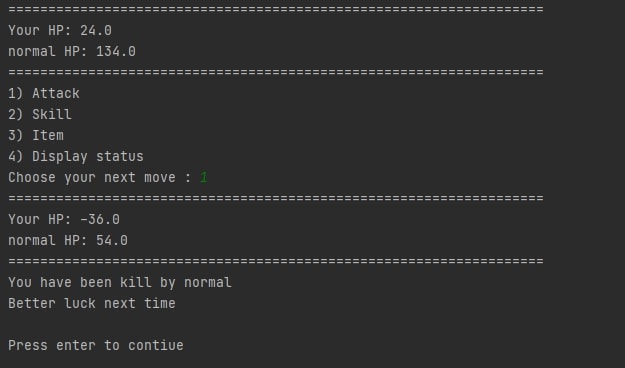 ===================================================================
Your HP: 24.0
normal HP: 134.0
===================================================================
1) Attack
2) Skill
3) Item
4) Display status
Choose your next move : 1
===================================================================
Your HP: -36.0
normal HP: 54.0
===================================================================
You have been kill by normal
Better luck next time
Press enter to contiue